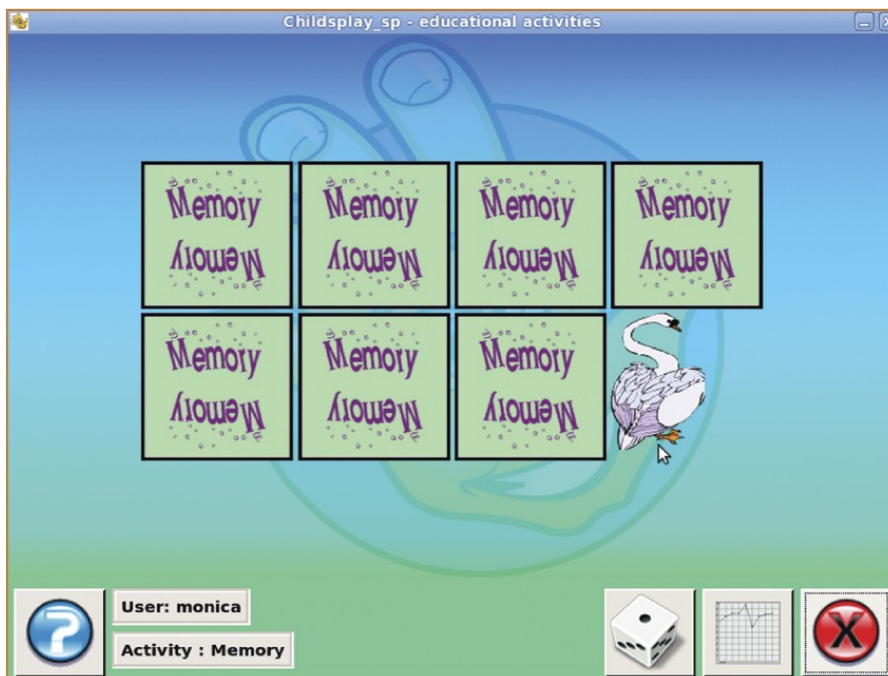 Childsplay_sp - educational activities
Memory Memory Memory Memory
Memory Memory Memory Memory
Memory Memory Memory
Memory Memory Memory
User: monica
Activity : Memory
?
X